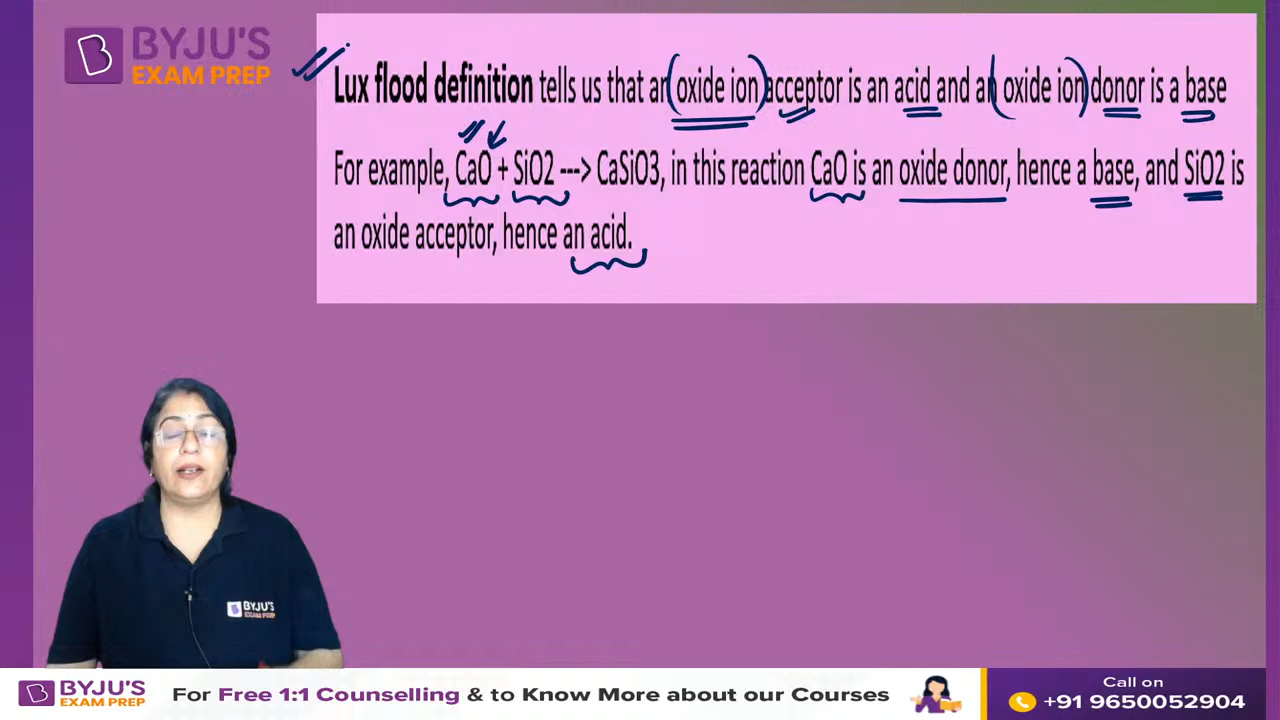 BYJU'S
EXAM PREP
Lux flood definition tells us that an oxide ion acceptor is an acid and an oxide ion donor is a base
For example, CaO + SiO2 ---> CaSiO3, in this reaction CaO is an oxide donor, hence a base, and SiO2 is
an oxide acceptor, hence an acid.
BYJU'S
EXAM PREP
BYJU'S
EXAM PREP
For Free 1:1 Counselling & to Know More about our Courses
Call on
+91 9650052904